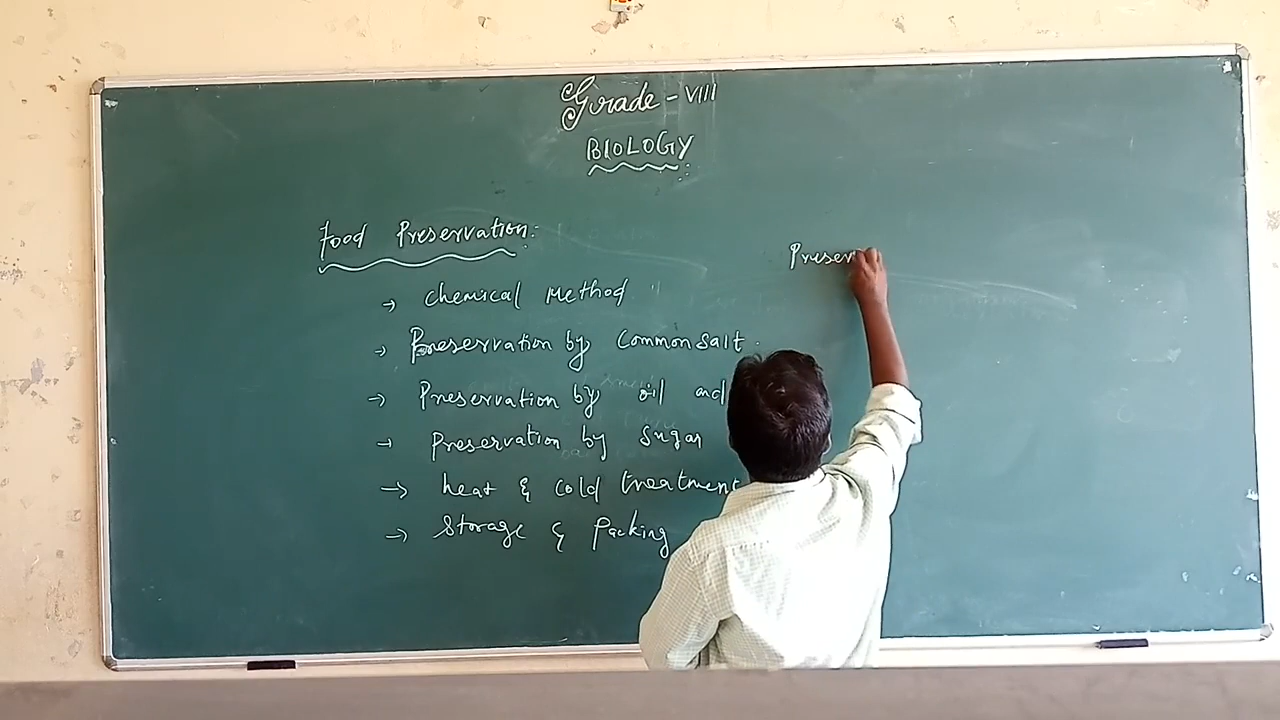 Grade - VIII
BIOLOGY
Food Preservation:
→ Chemical Method
→ Preservation by Common Salt.
→ Preservation by oil and
→ Preservation by Sugar
→ heat & cold treatment
→ Storage & Packing
Preser